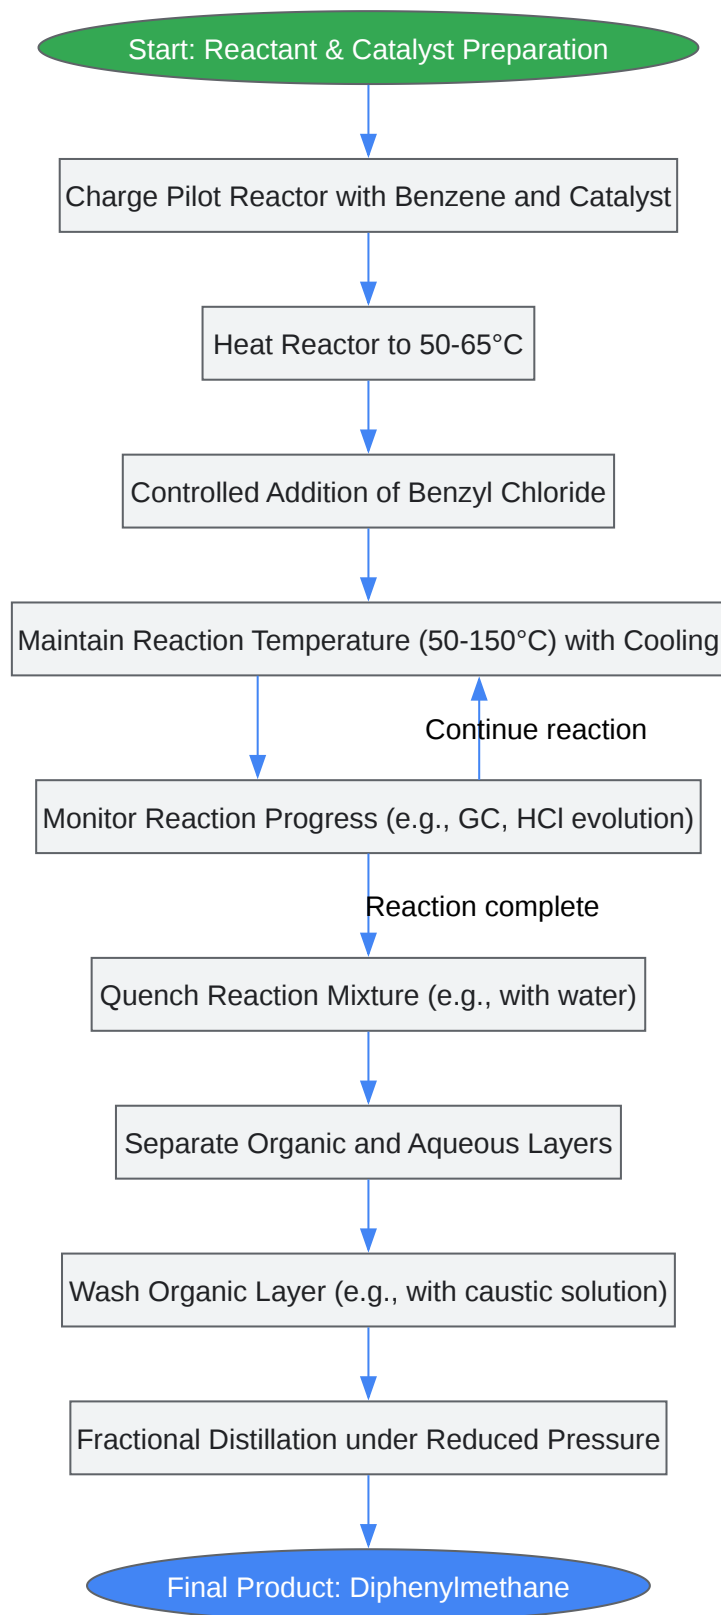 Start: Reactant & Catalyst Preparation
Charge Pilot Reactor with Benzene and Catalyst
Heat Reactor to 50-65°C
Controlled Addition of Benzyl Chloride
Maintain Reaction Temperature (50-150°C) with Cooling
Continue reaction
Monitor Reaction Progress (e.g., GC, HCl evolution)
Reaction complete
Quench Reaction Mixture (e.g., with water)
Separate Organic and Aqueous Layers
Wash Organic Layer (e.g., with caustic solution)
Fractional Distillation under Reduced Pressure
Final Product: Diphenylmethane